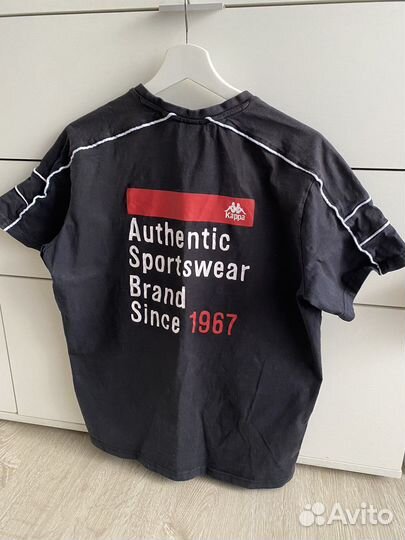 Kappa
Authentic
Sportswear
Brand
Since 1967
Avito